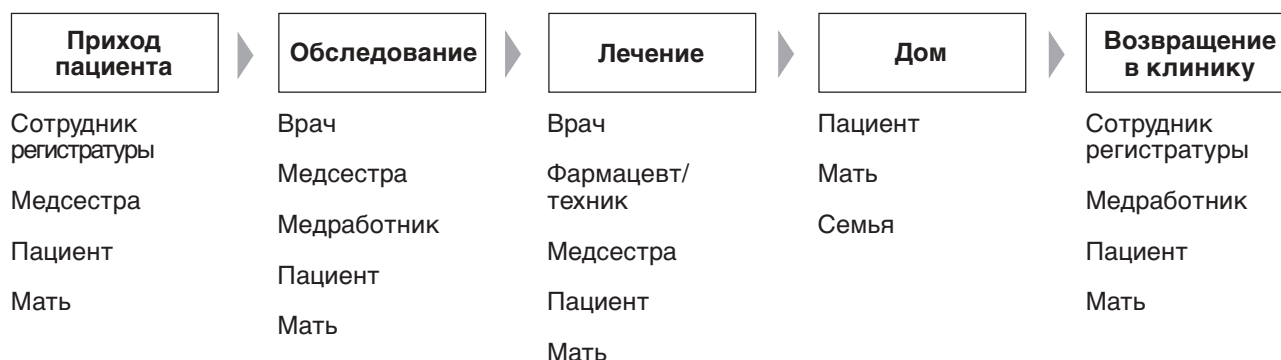 Приход
пациента
Обследование
Лечение
Дом
Возвращение
в клинику
Сотрудник
регистратуры
Медсестра
Пациент
Мать
Врач
Медсестра
Медработник
Пациент
Мать
Врач
Фармацевт/
техник
Медсестра
Пациент
Мать
Пациент
Мать
Семья
Сотрудник
регистратуры
Медработник
Пациент
Мать